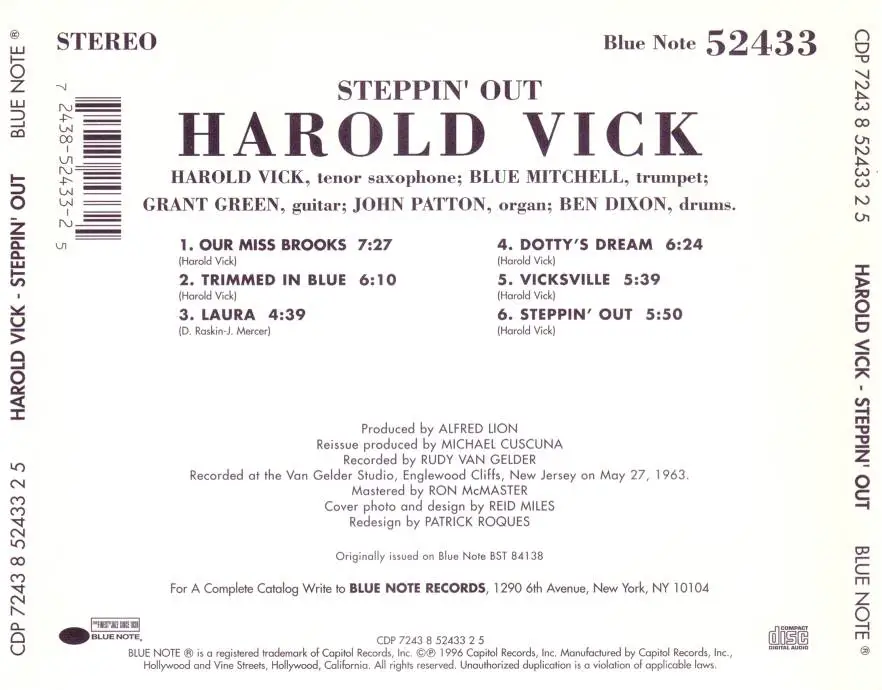 STEREO
Blue Note 52433
STEPPIN' OUT
HAROLD VICK
HAROLD VICK, tenor saxophone; BLUE MITCHELL, trumpet;
GRANT GREEN, guitar; JOHN PATTON, organ; BEN DIXON, drums.
1. OUR MISS BROOKS 7:27
(Harold Vick)
2. TRIMMED IN BLUE 6:10
(Harold Vick)
3. LAURA 4:39
(D. Raskin-J. Mercer)
4. DOTTY'S DREAM 6:24
(Harold Vick)
5. VICKSVILLE 5:39
(Harold Vick)
6. STEPPIN' OUT 5:50
(Harold Vick)
Produced by ALFRED LION
Reissue produced by MICHAEL CUSCUNA
Recorded by RUDY VAN GELDER
Recorded at the Van Gelder Studio, Englewood Cliffs, New Jersey on May 27, 1963.
Mastered by RON McMASTER
Cover photo and design by REID MILES
Redesign by PATRICK ROQUES
Originally issued on Blue Note BST 84138
For A Complete Catalog Write to BLUE NOTE RECORDS, 1290 6th Avenue, New York, NY 10104
THE FINEST IN JAZZ SINCE 1939
BLUE NOTE®
COMPACT
disc
DIGITAL AUDIO
CDP 7243 8 52433 2 5
BLUE NOTE ® is a registered trademark of Capitol Records, Inc. ©℗ 1996 Capitol Records, Inc. Manufactured by Capitol Records, Inc.,
Hollywood and Vine Streets, Hollywood, California. All rights reserved. Unauthorized duplication is a violation of applicable laws.
7 2438-52433-2 5
CDP 7243 8 52433 2 5 HAROLD VICK - STEPPIN' OUT BLUE NOTE ®
CDP 7243 8 52433 2 5 HAROLD VICK - STEPPIN' OUT BLUE NOTE ®